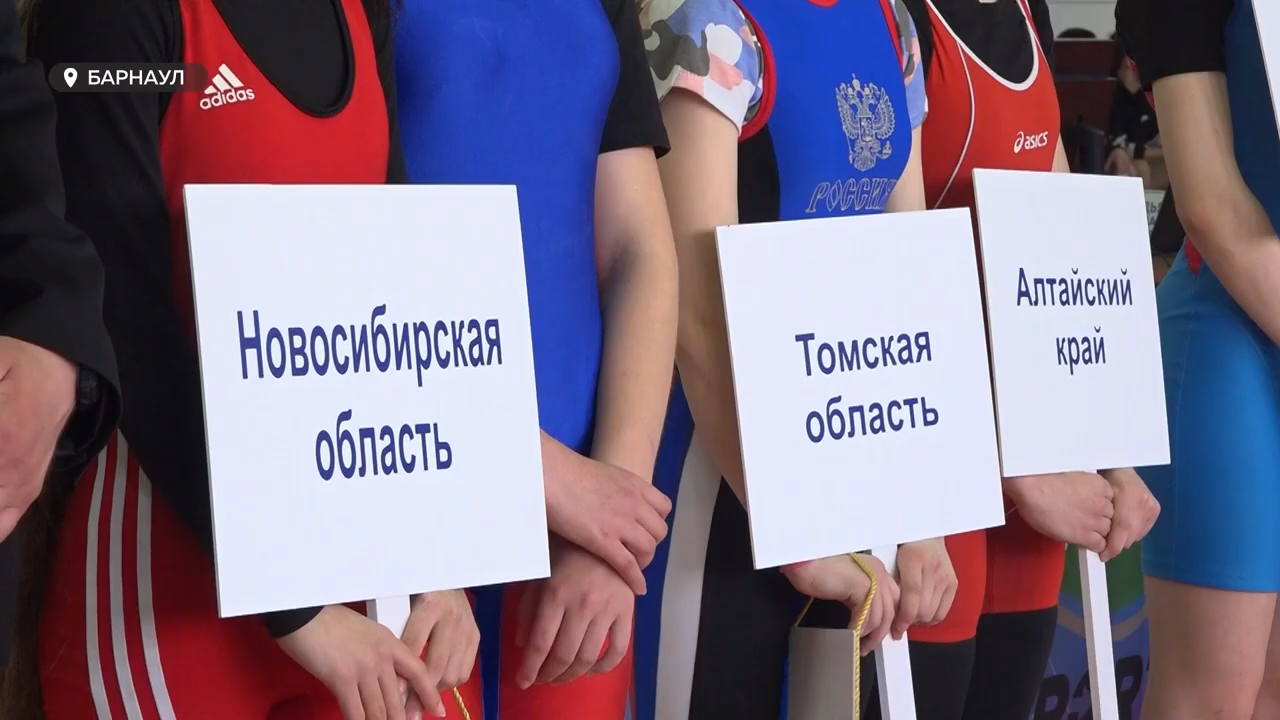 БАРНАУЛ
adidas
РОССИЯ
asics
Новосибирская
область
Томская
область
Алтайский
край